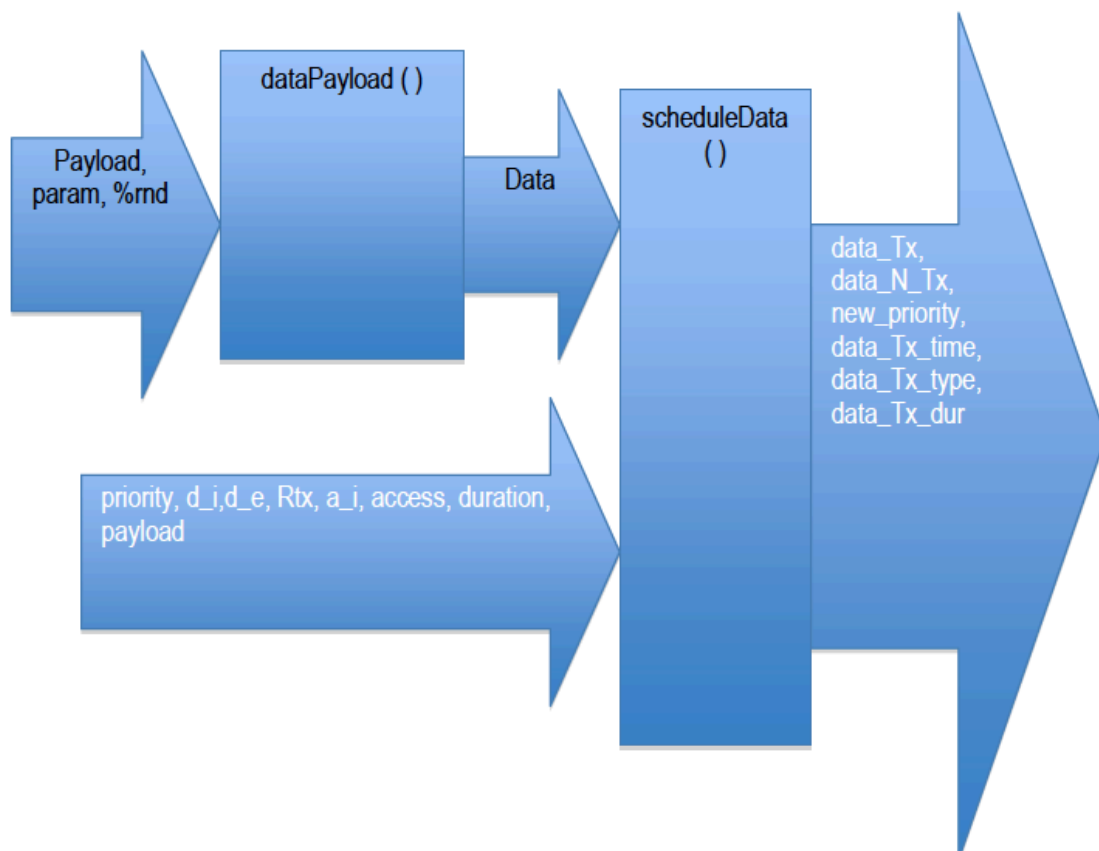 dataPayload ( )
Payload,
param, %rnd
Data
scheduleData
( )
data_Tx,
data_N_Tx,
new_priority,
data_Tx_time,
data_Tx_type,
data_Tx_dur
priority, d_i,d_e, Rtx, a_i, access, duration,
payload